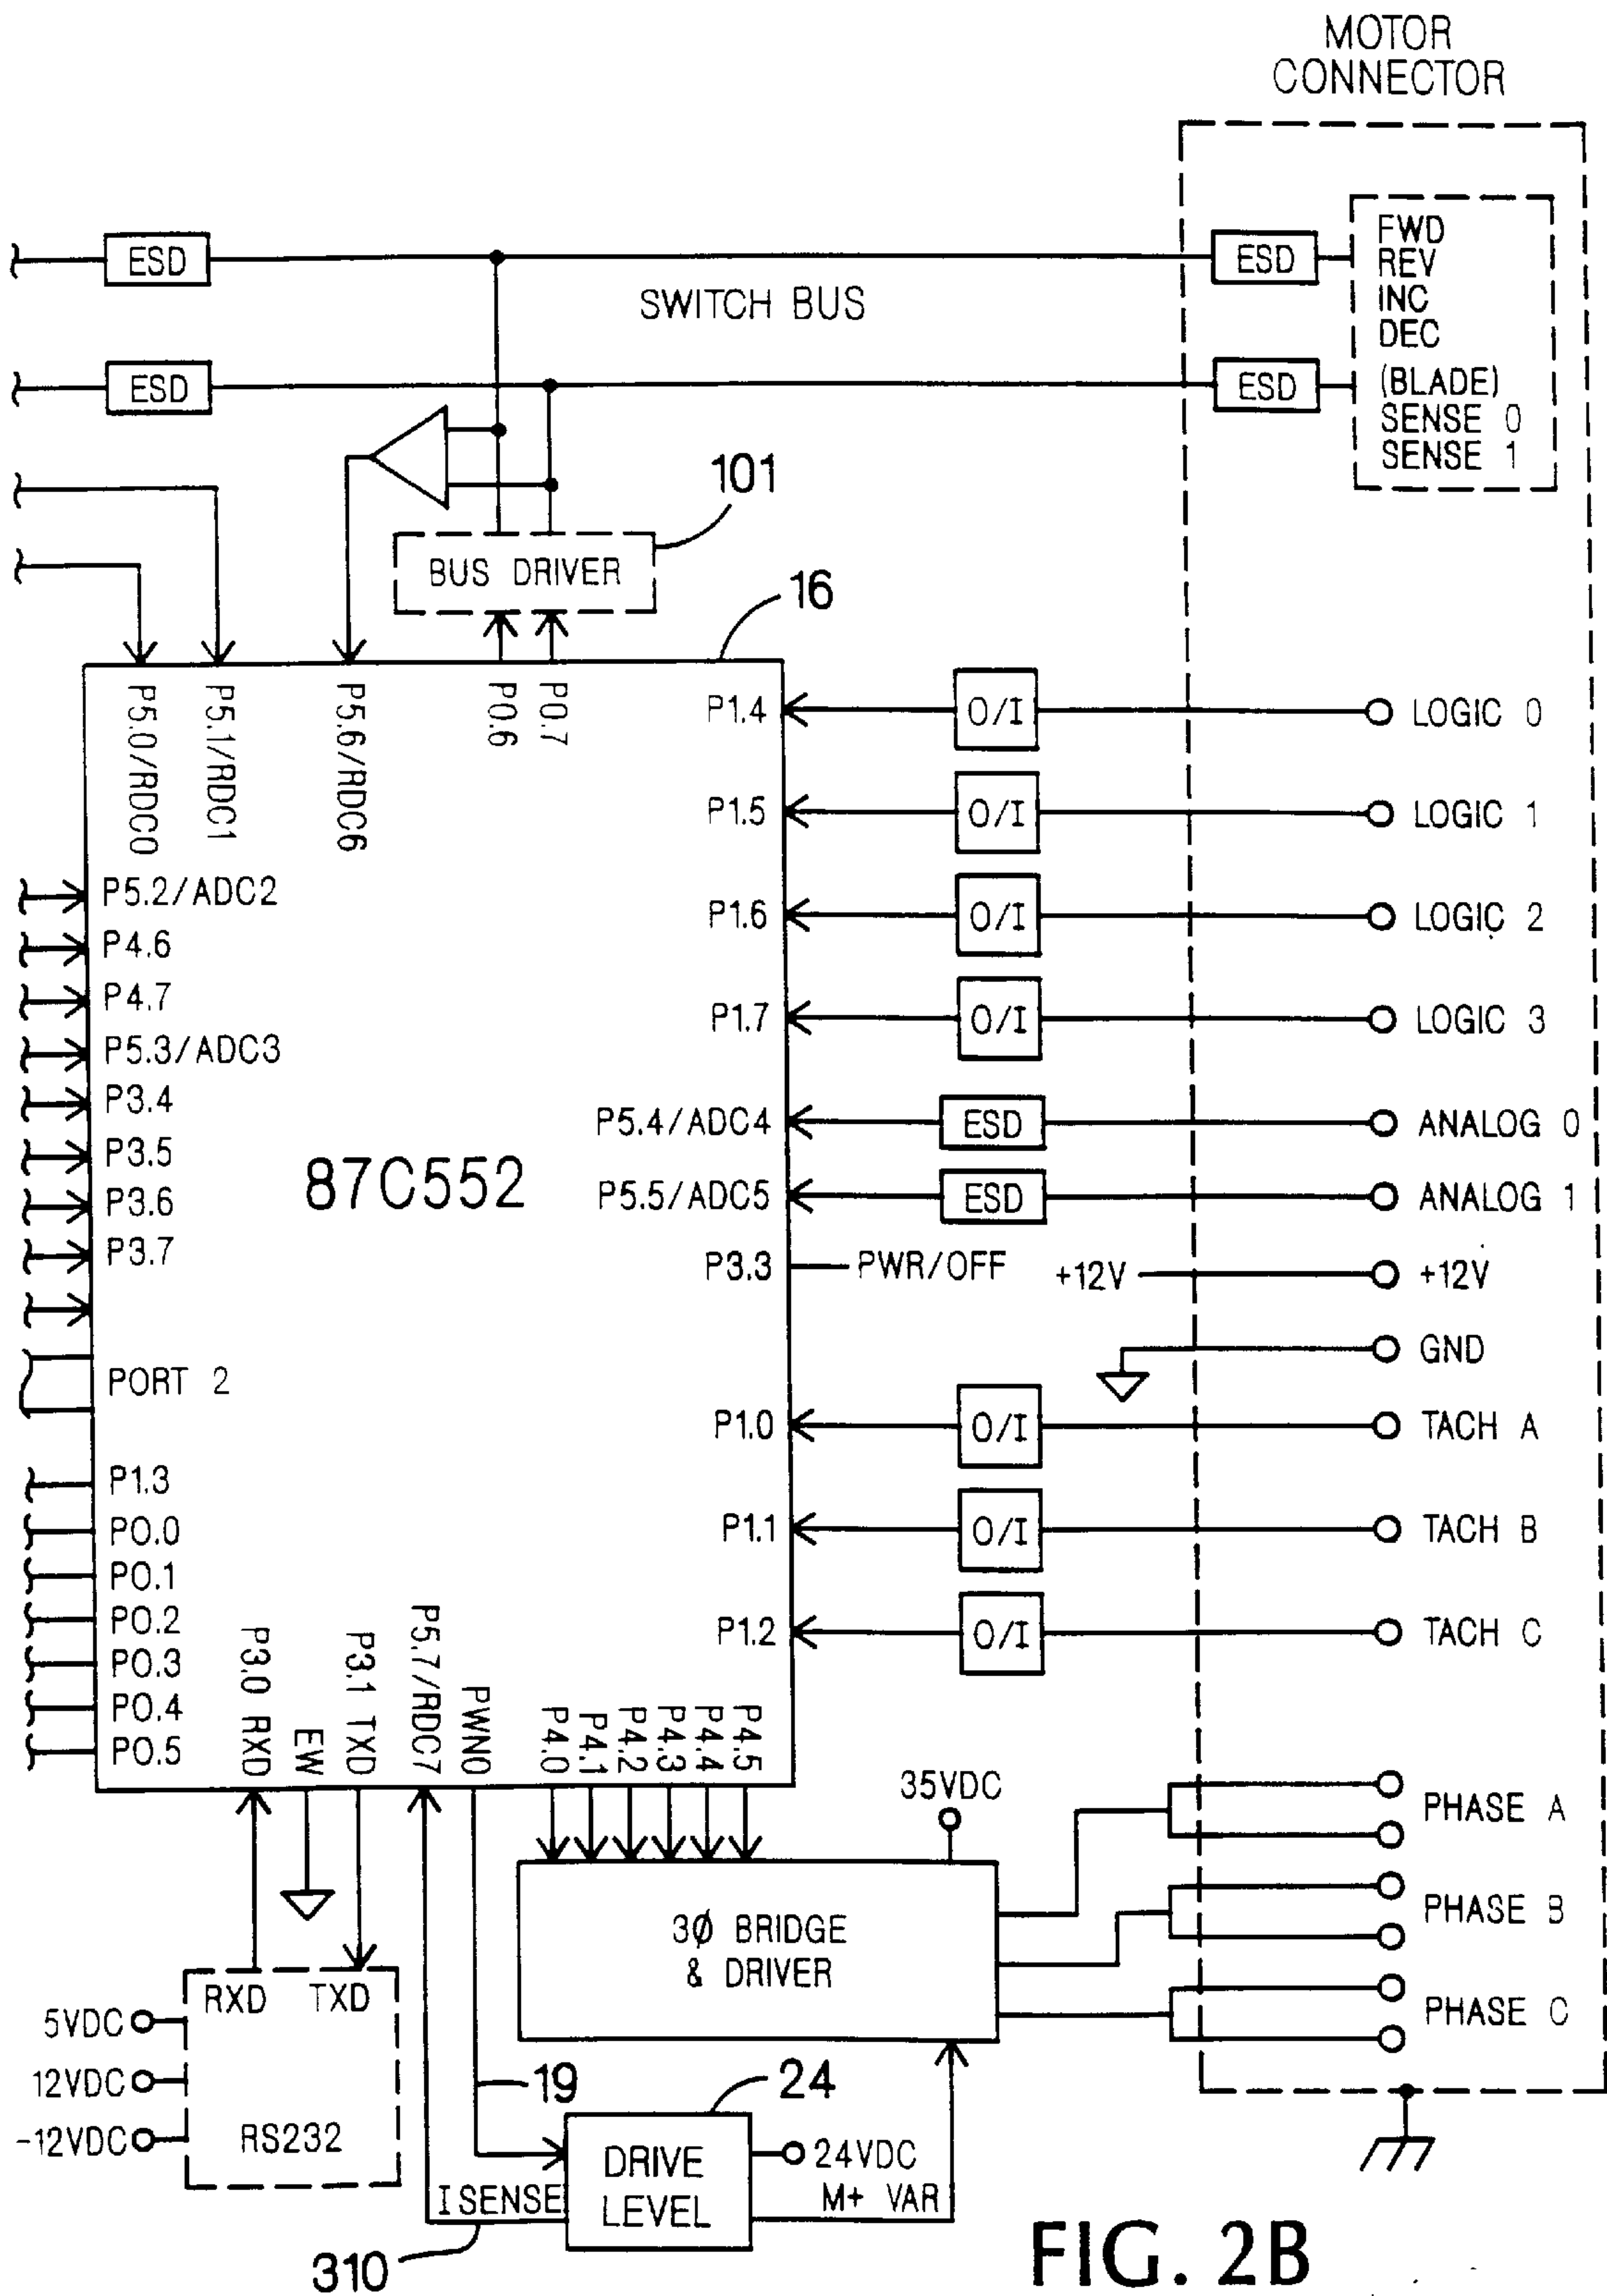 MOTOR
CONNECTOR
ESD
ESD
FWD
REV
INC
DEC
SWITCH BUS
ESD
ESD
(BLADE)
SENSE 0
SENSE 1
101
BUS DRIVER
16
P5.0/RDC0
P5.1/RDC1
P5.6/RDC6
P0.6
P0.7
P1.4
O/I
LOGIC 0
P1.5
O/I
LOGIC 1
P5.2/ADC2
P1.6
O/I
LOGIC 2
P4.6
P4.7
P1.7
O/I
LOGIC 3
P5.3/ADC3
P3.4
P5.4/ADC4
ESD
ANALOG 0
P3.5
87C552
P5.5/ADC5
ESD
ANALOG 1
P3.6
P3.7
P3.3
PWR/OFF
+12V
+12V
GND
PORT 2
P1.0
O/I
TACH A
P1.3
P0.0
P1.1
O/I
TACH B
P0.1
P0.2
P1.2
O/I
TACH C
P0.3
P0.4
P0.5
P3.0 RXD
EW
P3.1 TXD
P5.7/RDC7
PWN0
P4.0
P4.1
P4.2
P4.3
P4.4
P4.5
35VDC
PHASE A
3Ø BRIDGE
& DRIVER
PHASE B
RXD TXD
PHASE C
5VDC
12VDC
-12VDC
RS232
19
24
DRIVE
LEVEL
24VDC
I SENSE
M+ VAR
310
FIG. 2B